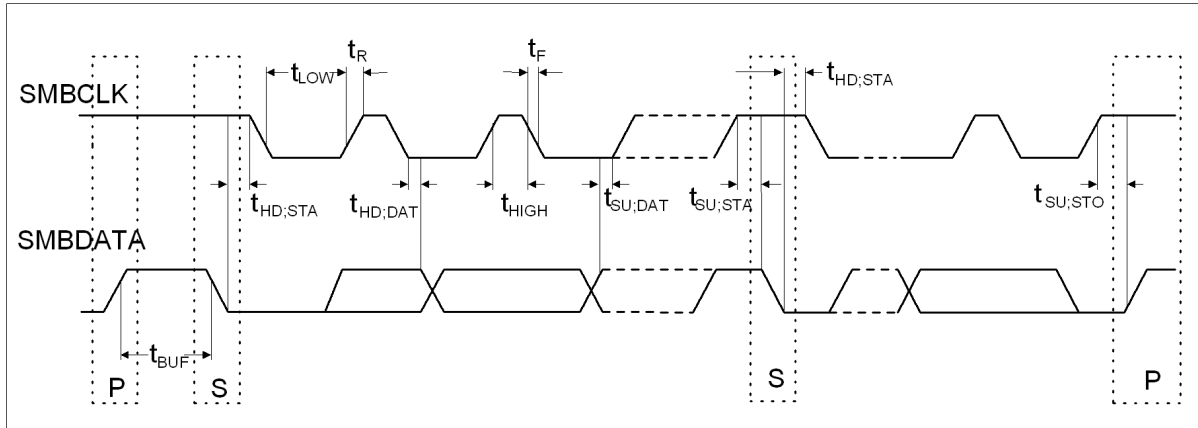 tR
tF
tLOW
tHD;STA
SMBCLK
tHD;STA
tHD;DAT
tHIGH
tSU;DAT
tSU;STA
tSU;STO
SMBDATA
tBUF
P
S
S
P